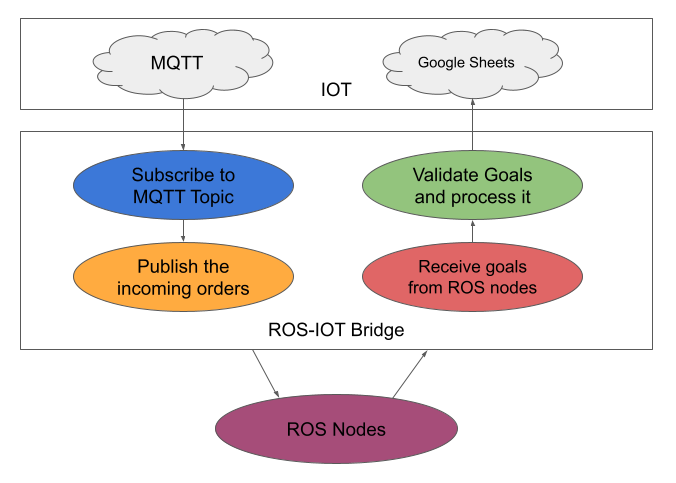 MQTT
Google Sheets
IOT
Subscribe to
MQTT Topic
Validate Goals
and process it
Publish the
incoming orders
Receive goals
from ROS nodes
ROS-IOT Bridge
ROS Nodes